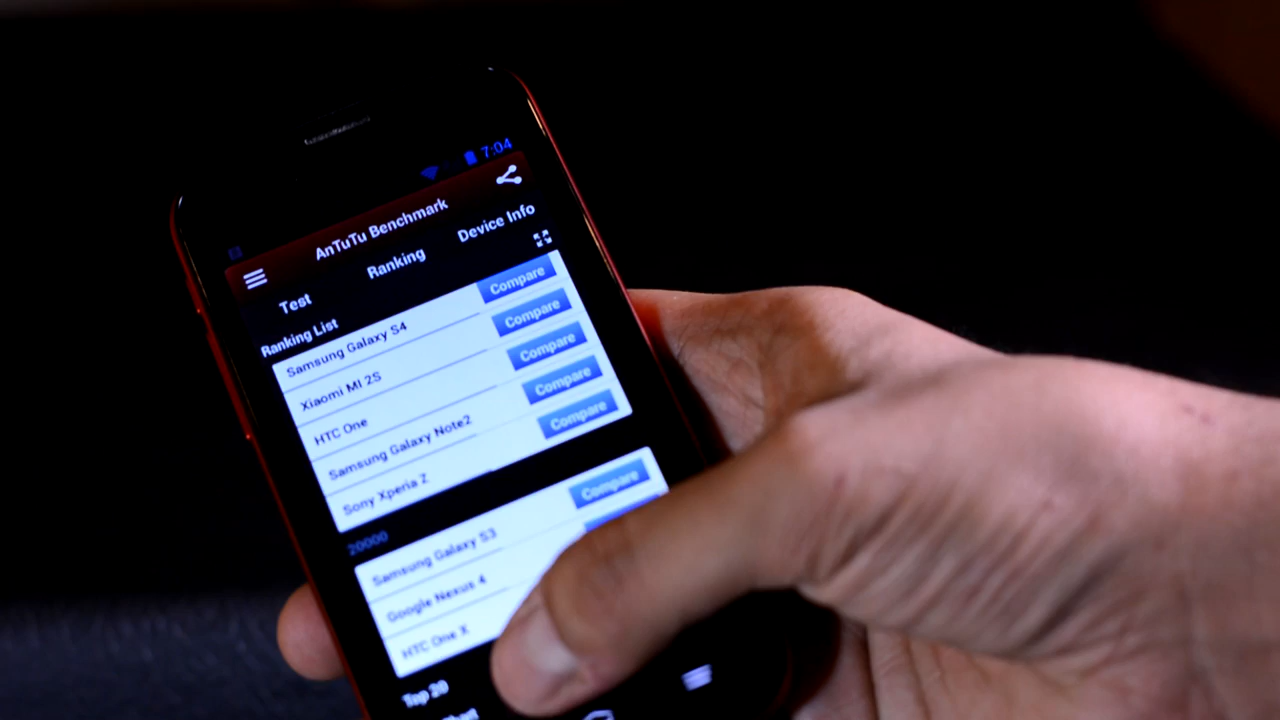 7:04
AnTuTu Benchmark
Test Ranking Device Info
Ranking List
Samsung Galaxy S4 Compare
Xiaomi MI 2S Compare
HTC One Compare
Samsung Galaxy Note2 Compare
Sony Xperia Z Compare
20000
Samsung Galaxy S3 Compare
Google Nexus 4
HTC One X
Top 20